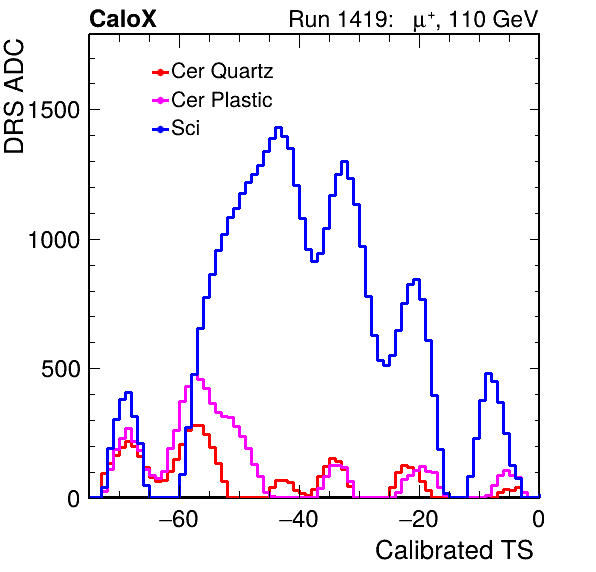 CaloX Run 1419: μ⁺, 110 GeV
DRS ADC
Cer Quartz
Cer Plastic
Sci
1500
1000
500
0
−60 −40 −20 0
Calibrated TS